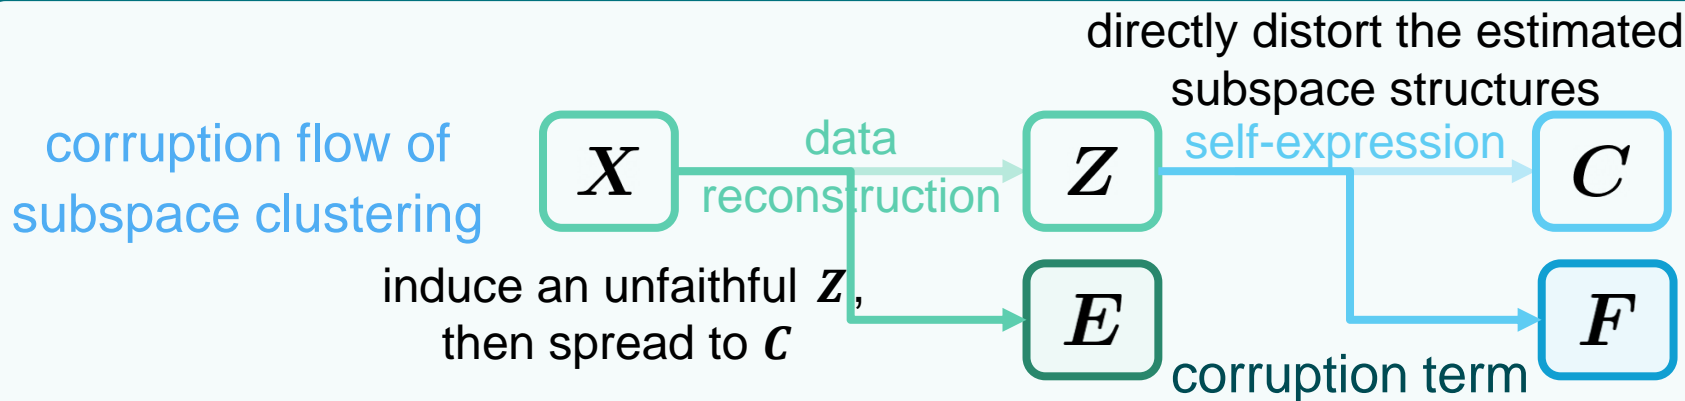 directly distort the estimated
subspace structures
corruption flow of
subspace clustering
X
data
reconstruction
Z
self-expression
C
induce an unfaithful Z,
then spread to C
E
F
corruption term